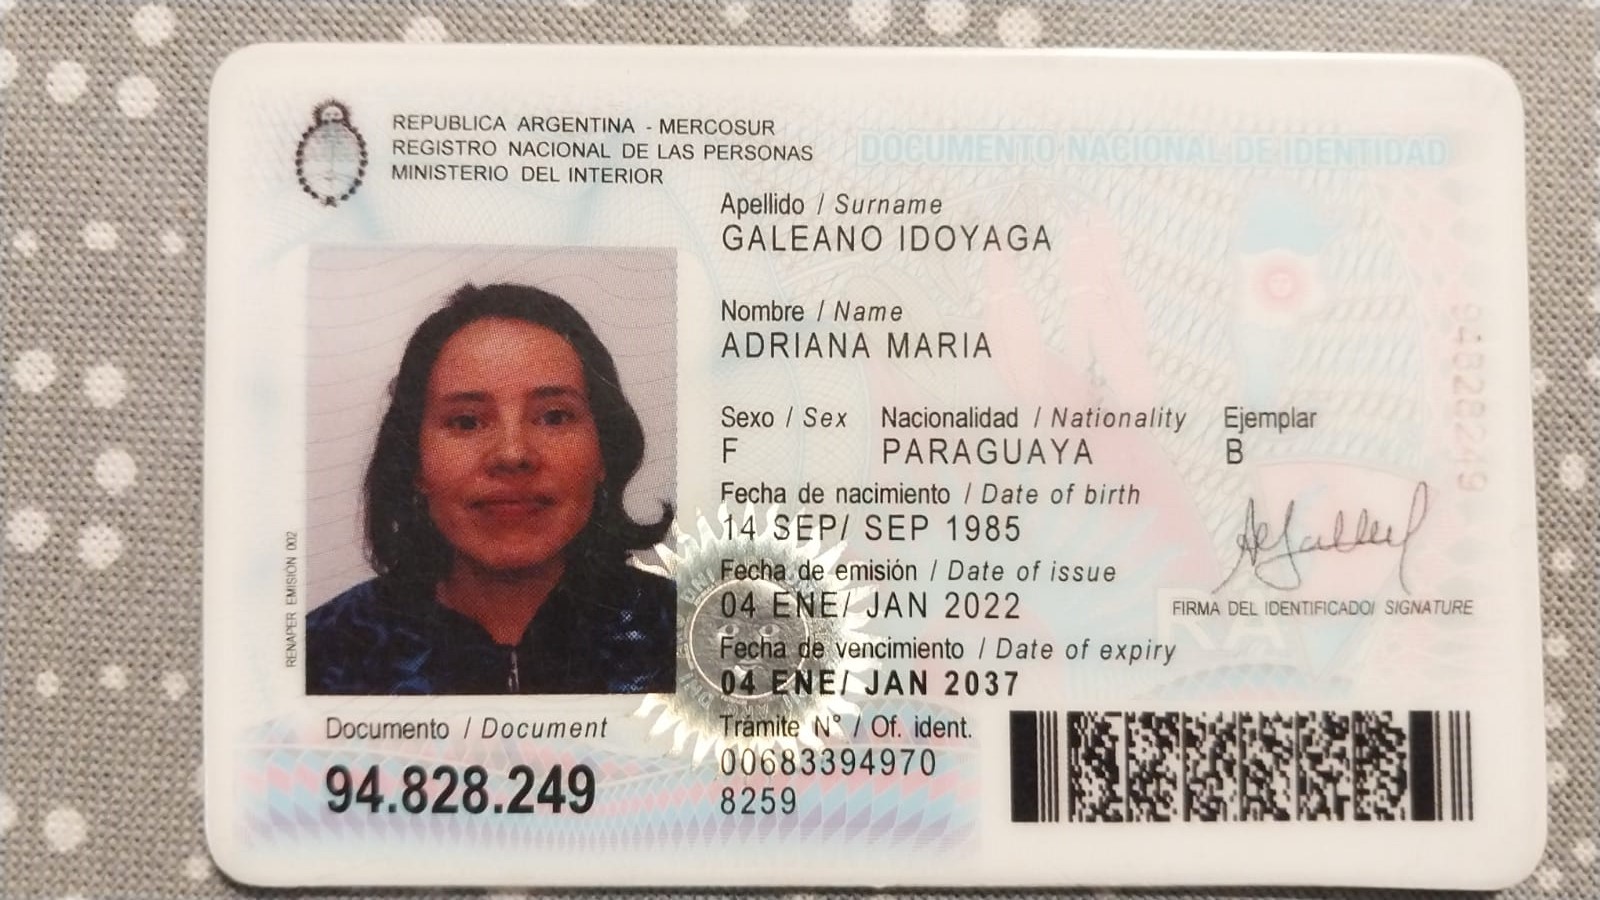 REPUBLICA ARGENTINA - MERCOSUR
REGISTRO NACIONAL DE LAS PERSONAS
MINISTERIO DEL INTERIOR
DOCUMENTO NACIONAL DE IDENTIDAD
Apellido / Surname
GALEANO IDOYAGA
Nombre / Name
ADRIANA MARIA
Sexo / Sex Nacionalidad / Nationality Ejemplar
F PARAGUAYA B
Fecha de nacimiento / Date of birth
14 SEP/ SEP 1985
Fecha de emisión / Date of issue
04 ENE/ JAN 2022
FIRMA DEL IDENTIFICADO/ SIGNATURE
Fecha de vencimiento / Date of expiry
04 ENE/ JAN 2037
Documento / Document
94.828.249
Trámite N° / Of. ident.
00683394970
8259
RENAPER EMISION 002
94828249
RA